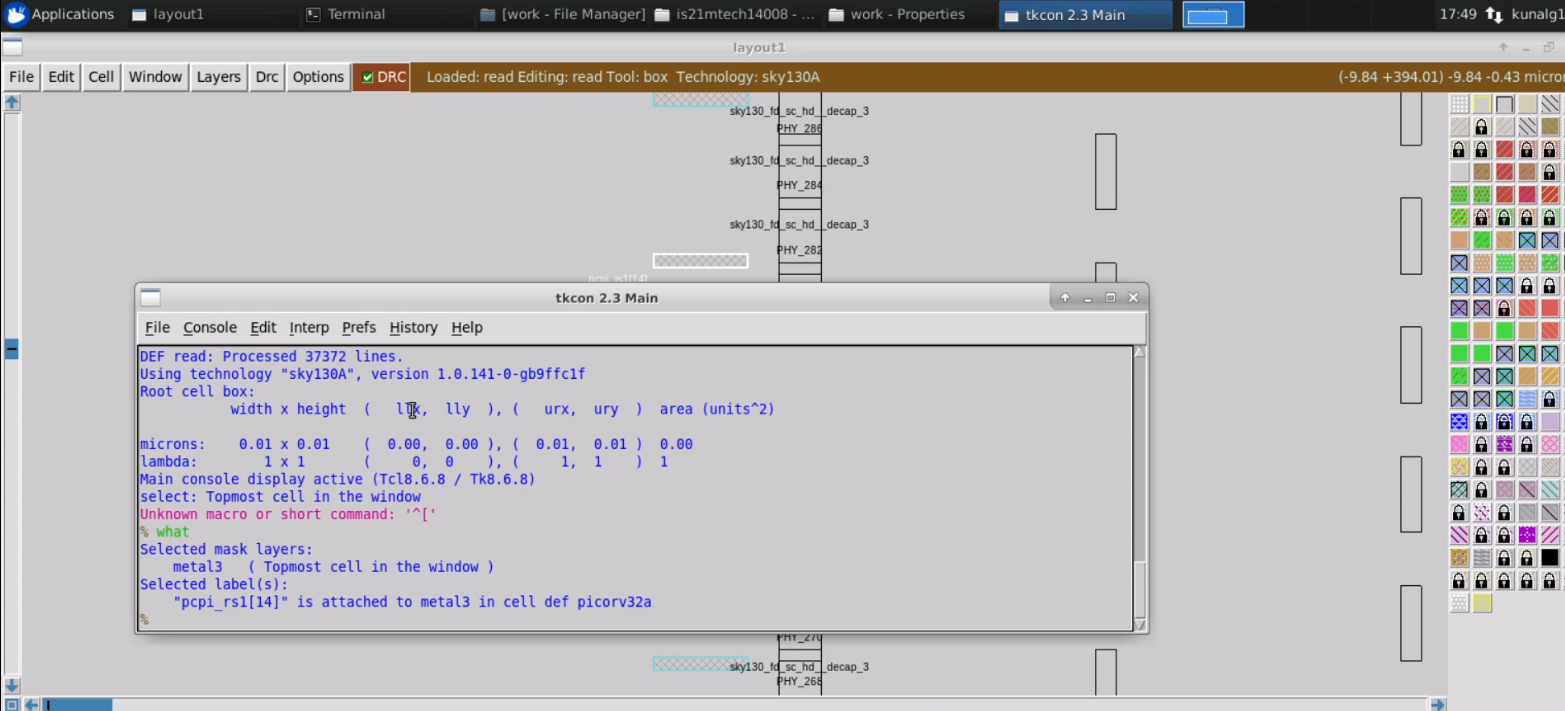 Applications
layout1
Terminal
[work - File Manager]
is21mtech14008 - ...
work - Properties
tkcon 2.3 Main
17:49
kunalg1
layout1
File Edit Cell Window Layers Drc Options DRC
Loaded: read Editing: read Tool: box Technology: sky130A
(-9.84 +394.01) -9.84 -0.43 micro
sky130_fd_sc_hd__decap_3
PHY_286
sky130_fd_sc_hd__decap_3
PHY_284
sky130_fd_sc_hd__decap_3
PHY_282
pcpi_rs1[14]
tkcon 2.3 Main
File Console Edit Interp Prefs History Help
DEF read: Processed 37372 lines.
Using technology "sky130A", version 1.0.141-0-gb9ffc1f
Root cell box:
width x height ( llx, lly ), ( urx, ury ) area (units^2)
microns: 0.01 x 0.01 ( 0.00, 0.00 ), ( 0.01, 0.01 ) 0.00
lambda: 1 x 1 ( 0, 0 ), ( 1, 1 ) 1
Main console display active (Tcl8.6.8 / Tk8.6.8)
select: Topmost cell in the window
Unknown macro or short command: '^['
% what
Selected mask layers:
metal3 ( Topmost cell in the window )
Selected label(s):
"pcpi_rs1[14]" is attached to metal3 in cell def picorv32a
%
PHY_270
sky130_fd_sc_hd__decap_3
PHY_268